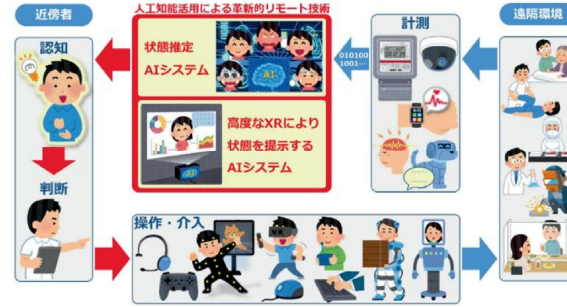 人工知能活用による革新的リモート技術
近傍者
計測
遠隔環境
認知
状態推定
AIシステム
AI
010100
1001…
高度なXRにより
状態を提示する
AIシステム
AI
判断
操作・介入
VR